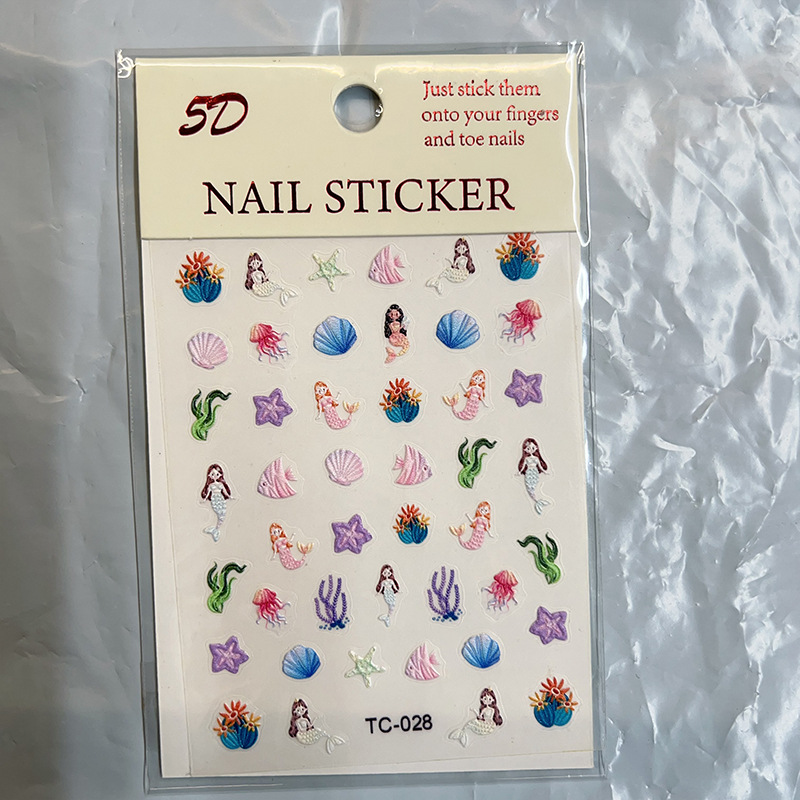 5D
Just stick them
onto your fingers
and toe nails
NAIL STICKER
TC-028